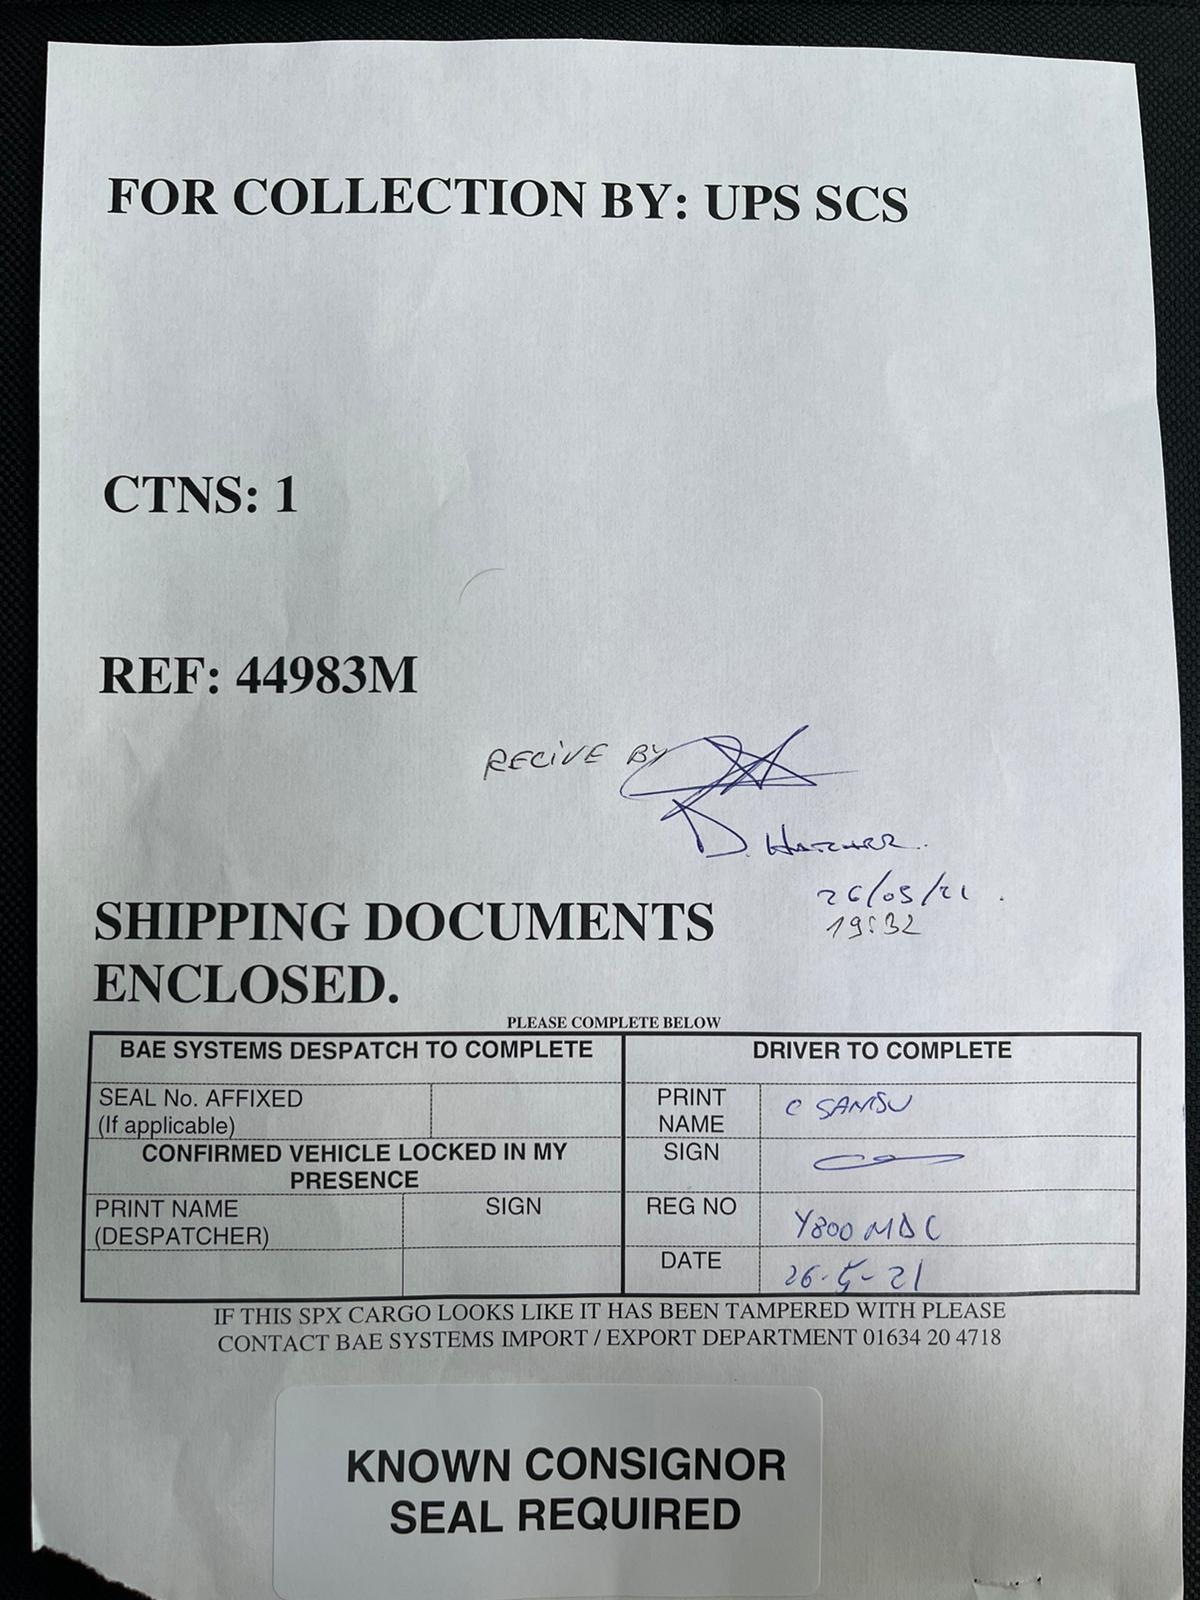 FOR COLLECTION BY: UPS SCS
CTNS: 1
REF: 44983M
RECIVE BY
D. HATCHER.
26/05/21.
19:32
SHIPPING DOCUMENTS
ENCLOSED.
PLEASE COMPLETE BELOW
BAE SYSTEMS DESPATCH TO COMPLETE
SEAL No. AFFIXED
(If applicable)
CONFIRMED VEHICLE LOCKED IN MY
PRESENCE
PRINT NAME SIGN
(DESPATCHER)
DRIVER TO COMPLETE
PRINT
NAME C SAMSU
SIGN
REG NO Y800 MDC
DATE 26-5-21
IF THIS SPX CARGO LOOKS LIKE IT HAS BEEN TAMPERED WITH PLEASE
CONTACT BAE SYSTEMS IMPORT / EXPORT DEPARTMENT 01634 20 4718
KNOWN CONSIGNOR
SEAL REQUIRED